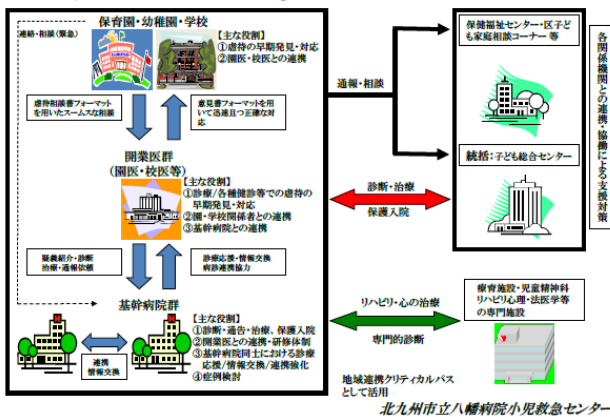 保育園・幼稚園・学校
連絡・相談(緊急)
【主な役割】
①虐待の早期発見・対応
②園医・校医との連携
虐待相談書フォーマット
を用いたスムースな相談
意見書フォーマットを用
いて迅速且つ正確な対
応
開業医群
(園医・校医等)
【主な役割】
①診療/各種健診等での虐待の
早期発見・対応
②園・学校関係者との連携
③基幹病院との連携
疑義紹介・診断
治療・通報依頼
診療応援・情報交換
病診連携協力
基幹病院群
【主な役割】
①診断・通告・治療、保護入院
②開業医との連携・研修体制
③基幹病院同士における診療
応援/情報交換/連携強化
④症例検討
連携
情報交換
通報・相談
保健福祉センター・区子ど
も家庭相談コーナー 等
統括:子ども総合センター
各関係機関との連携・協働による支援対策
診断・治療
保護入院
リハビリ・心の治療
専門的診断
療育施設・児童精神科
リハビリ心理・法医学等
の専門施設
地域連携クリティカルパス
として活用
北九州市立八幡病院小児救急センター